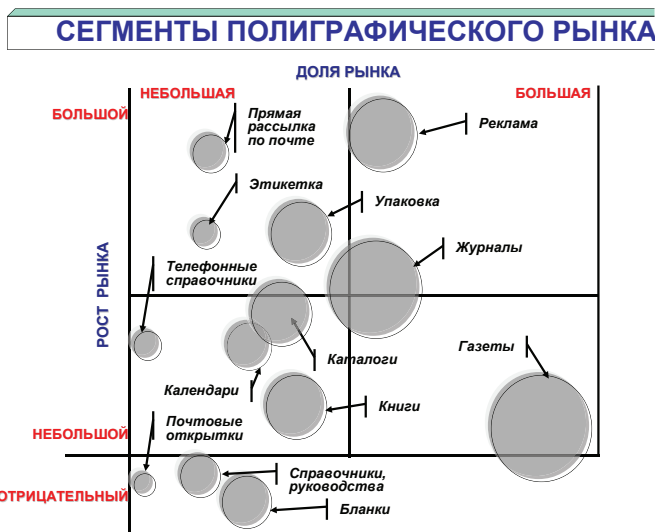 СЕГМЕНТЫ ПОЛИГРАФИЧЕСКОГО РЫНКА
ДОЛЯ РЫНКА
НЕБОЛЬШАЯ
БОЛЬШАЯ
БОЛЬШОЙ
Прямая
рассылка
по почте
Реклама
Этикетка
Упаковка
РОСТ РЫНКА
Журналы
Телефонные
справочники
Каталоги
Газеты
Календари
Книги
НЕБОЛЬШОЙ
Почтовые
открытки
ОТРИЦАТЕЛЬНЫЙ
Справочники,
руководства
Бланки